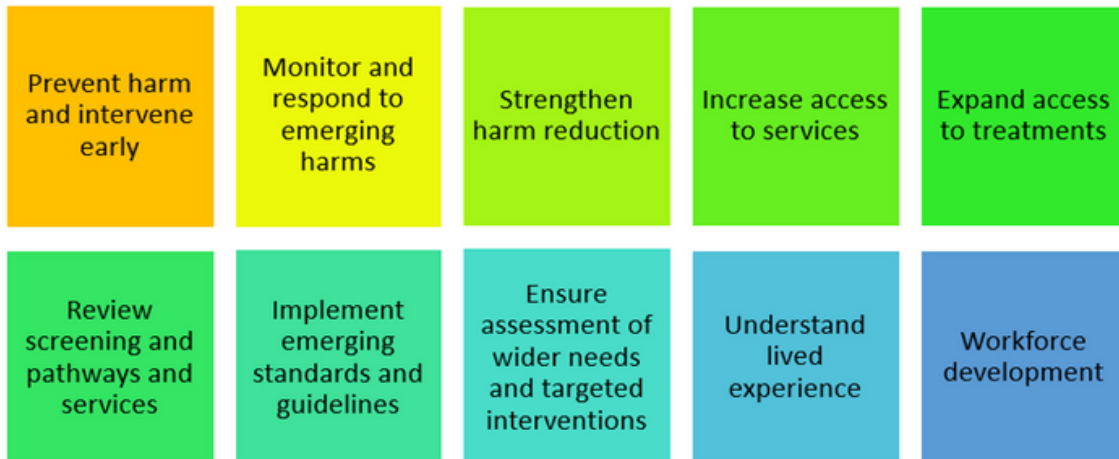 Prevent harm
and intervene
early
Monitor and
respond to
emerging
harms
Strengthen
harm reduction
Increase access
to services
Expand access
to treatments
Review
screening and
pathways and
services
Implement
emerging
standards and
guidelines
Ensure
assessment of
wider needs
and targeted
interventions
Understand
lived
experience
Workforce
development